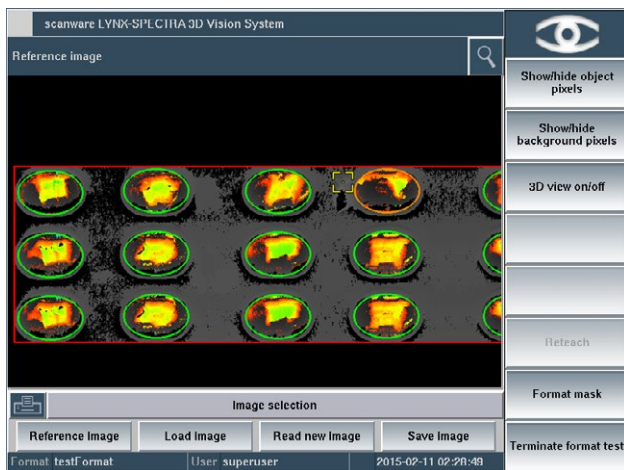 scanware LYNX-SPECTRA 3D Vision System
Reference image
Show/hide object
pixels
Show/hide
background pixels
3D view on/off
Reteach
Format mask
Terminate format test
Image selection
Reference Image
Load Image
Read new Image
Save Image
Format testFormat
User superuser
2015-02-11 02:28:49